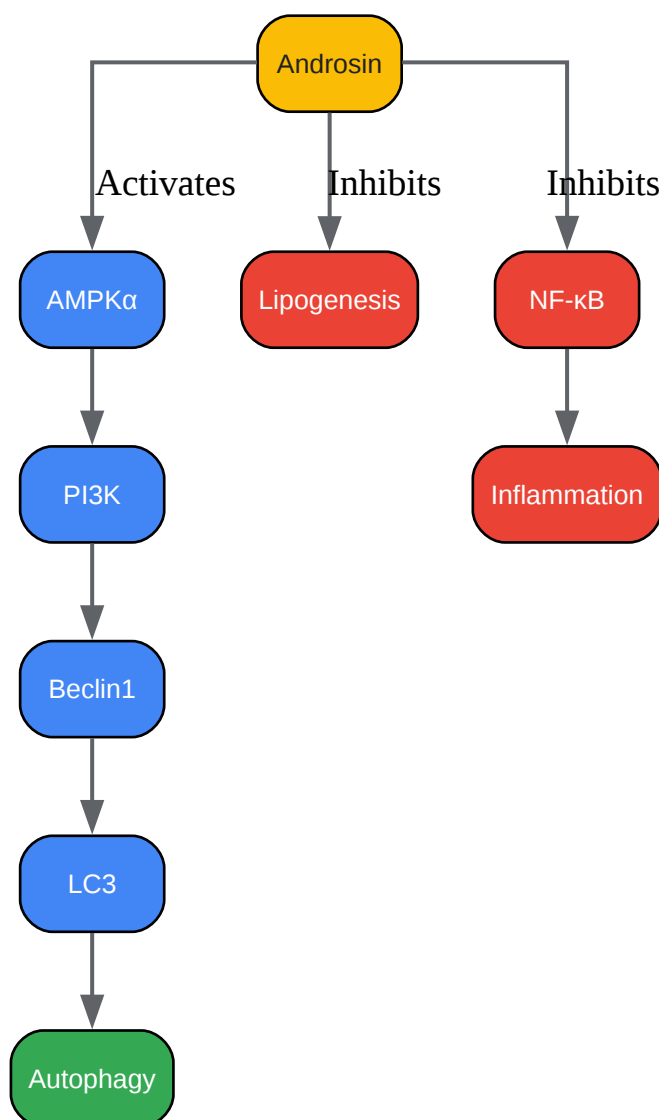 Androsin
Activates
Inhibits
Inhibits
AMPKα
Lipogenesis
NF-κB
PI3K
Inflammation
Beclin1
LC3
Autophagy